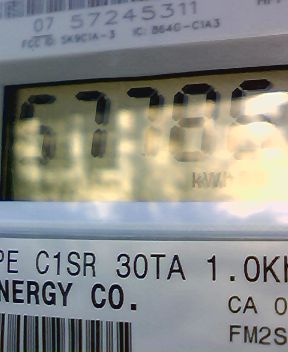 07 57245311
FCC ID: SK9C1A-3 IC: 864G-C1A3
67785
kWh
PE C1SR 30TA 1.0Kh
NERGY CO.
CA 0
FM2S